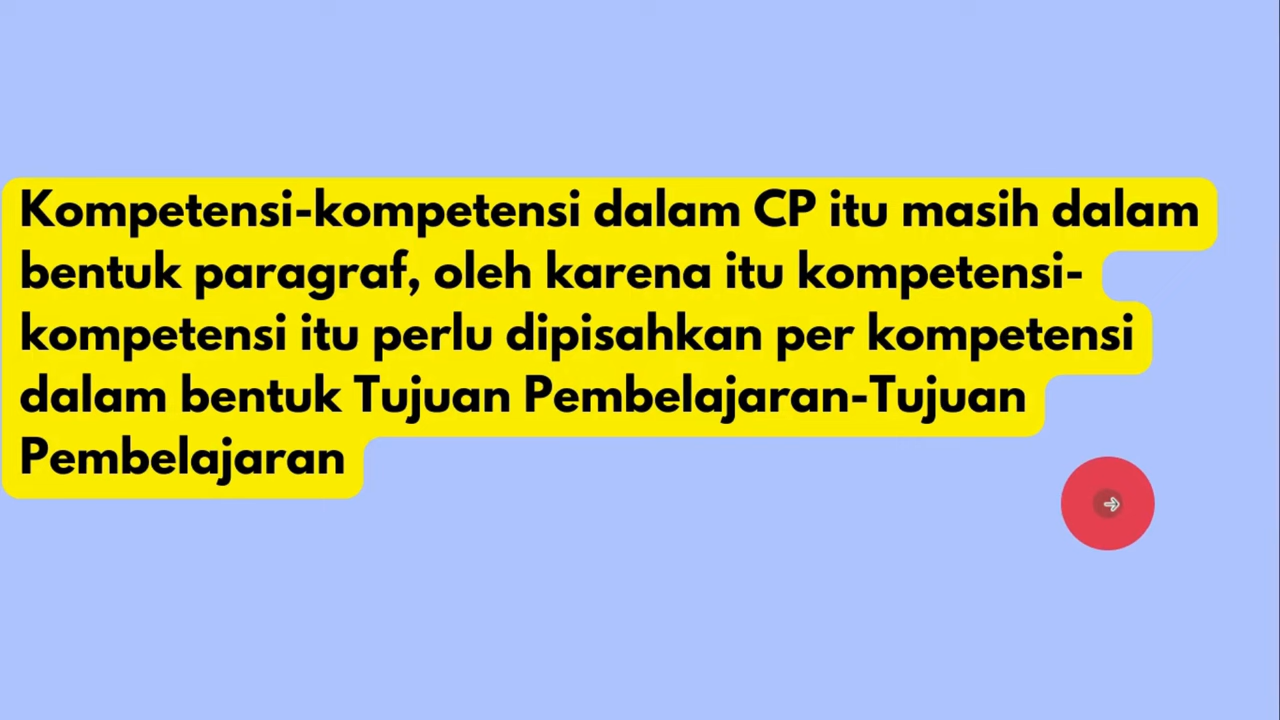 Kompetensi-kompetensi dalam CP itu masih dalam
bentuk paragraf, oleh karena itu kompetensi-
kompetensi itu perlu dipisahkan per kompetensi
dalam bentuk Tujuan Pembelajaran-Tujuan
Pembelajaran